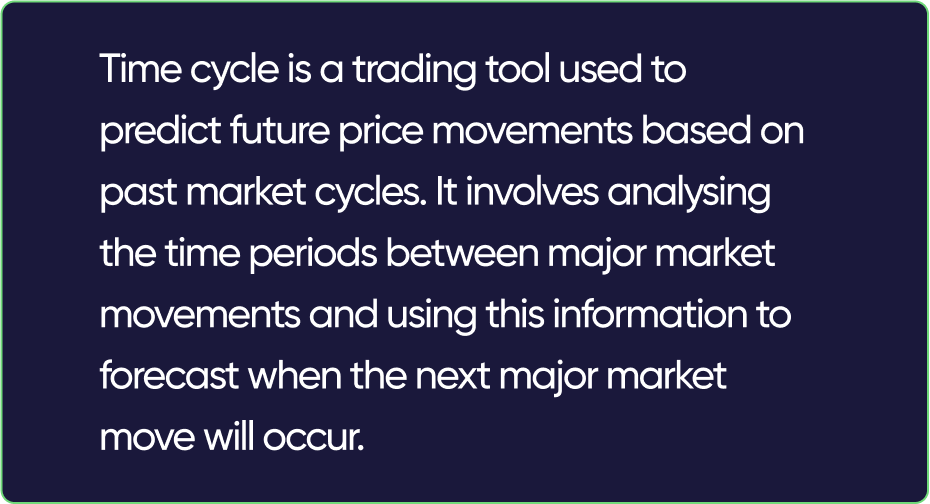 Time cycle is a trading tool used to
predict future price movements based on
past market cycles. It involves analysing
the time periods between major market
movements and using this information to
forecast when the next major market
move will occur.